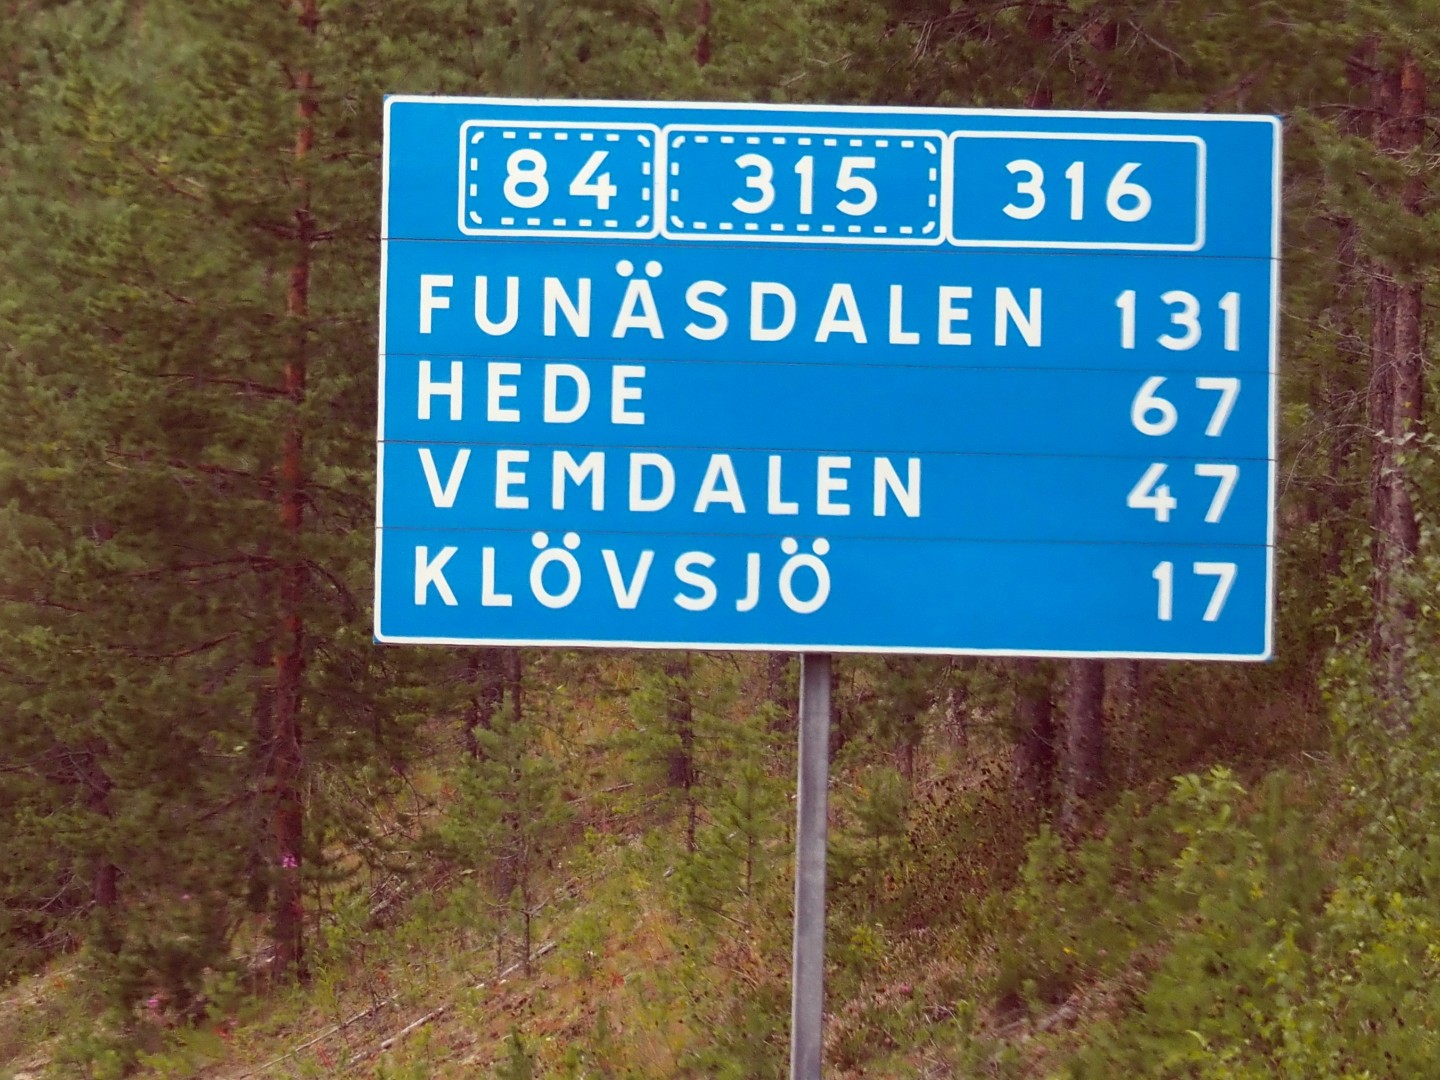 84 315 316
FUNÄSDALEN 131
HEDE 67
VEMDALEN 47
KLÖVSJÖ 17